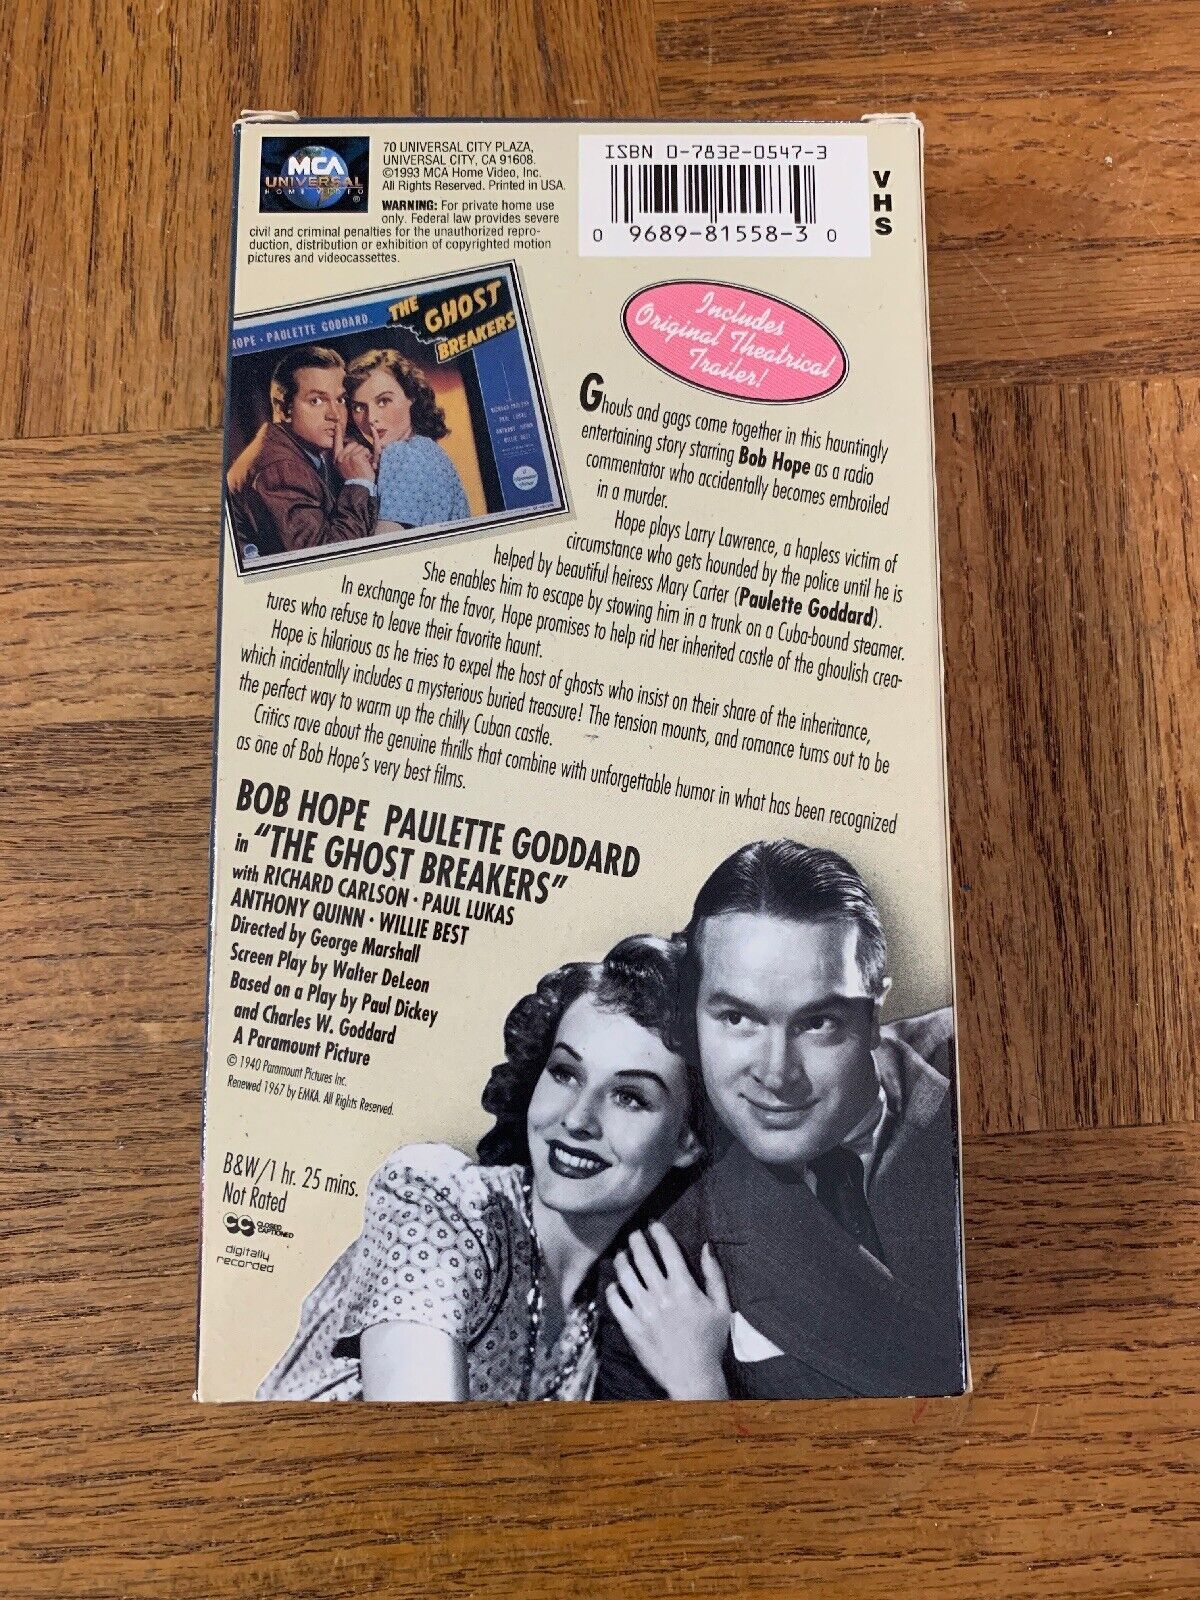 MCA
UNIVERSAL
HOME VIDEO
®
70 UNIVERSAL CITY PLAZA,
UNIVERSAL CITY, CA 91608.
©1993 MCA Home Video, Inc.
All Rights Reserved. Printed in USA.
WARNING: For private home use
only. Federal law provides severe
civil and criminal penalties for the unauthorized repro-
duction, distribution or exhibition of copyrighted motion
pictures and videocassettes.
ISBN 0-7832-0547-3
0 9689-81558-3 0
VHS
HOPE · PAULETTE GODDARD
THE
GHOST
BREAKERS
RICHARD CARLSON
PAUL LUKAS
ANTHONY QUINN
WILLIE BEST
Includes
Original Theatrical
Trailer!
Ghouls and gags come together in this hauntingly
entertaining story starring Bob Hope as a radio
commentator who accidentally becomes embroiled
in a murder.
Hope plays Larry Lawrence, a hapless victim of
circumstance who gets hounded by the police until he is
helped by beautiful heiress Mary Carter (Paulette Goddard).
She enables him to escape by stowing him in a trunk on a Cuba-bound steamer.
In exchange for the favor, Hope promises to help rid her inherited castle of the ghoulish crea-
tures who refuse to leave their favorite haunt.
Hope is hilarious as he tries to expel the host of ghosts who insist on their share of the inheritance,
which incidentally includes a mysterious buried treasure! The tension mounts, and romance turns out to be
the perfect way to warm up the chilly Cuban castle.
Critics rave about the genuine thrills that combine with unforgettable humor in what has been recognized
as one of Bob Hope's very best films.
BOB HOPE PAULETTE GODDARD
in "THE GHOST BREAKERS"
with RICHARD CARLSON · PAUL LUKAS
ANTHONY QUINN · WILLIE BEST
Directed by George Marshall
Screen Play by Walter DeLeon
Based on a Play by Paul Dickey
and Charles W. Goddard
A Paramount Picture
© 1940 Paramount Pictures Inc.
Renewed 1967 by EMKA. All Rights Reserved.
B&W/1 hr. 25 mins.
Not Rated
CC CLOSED
CAPTIONED
digitally
recorded